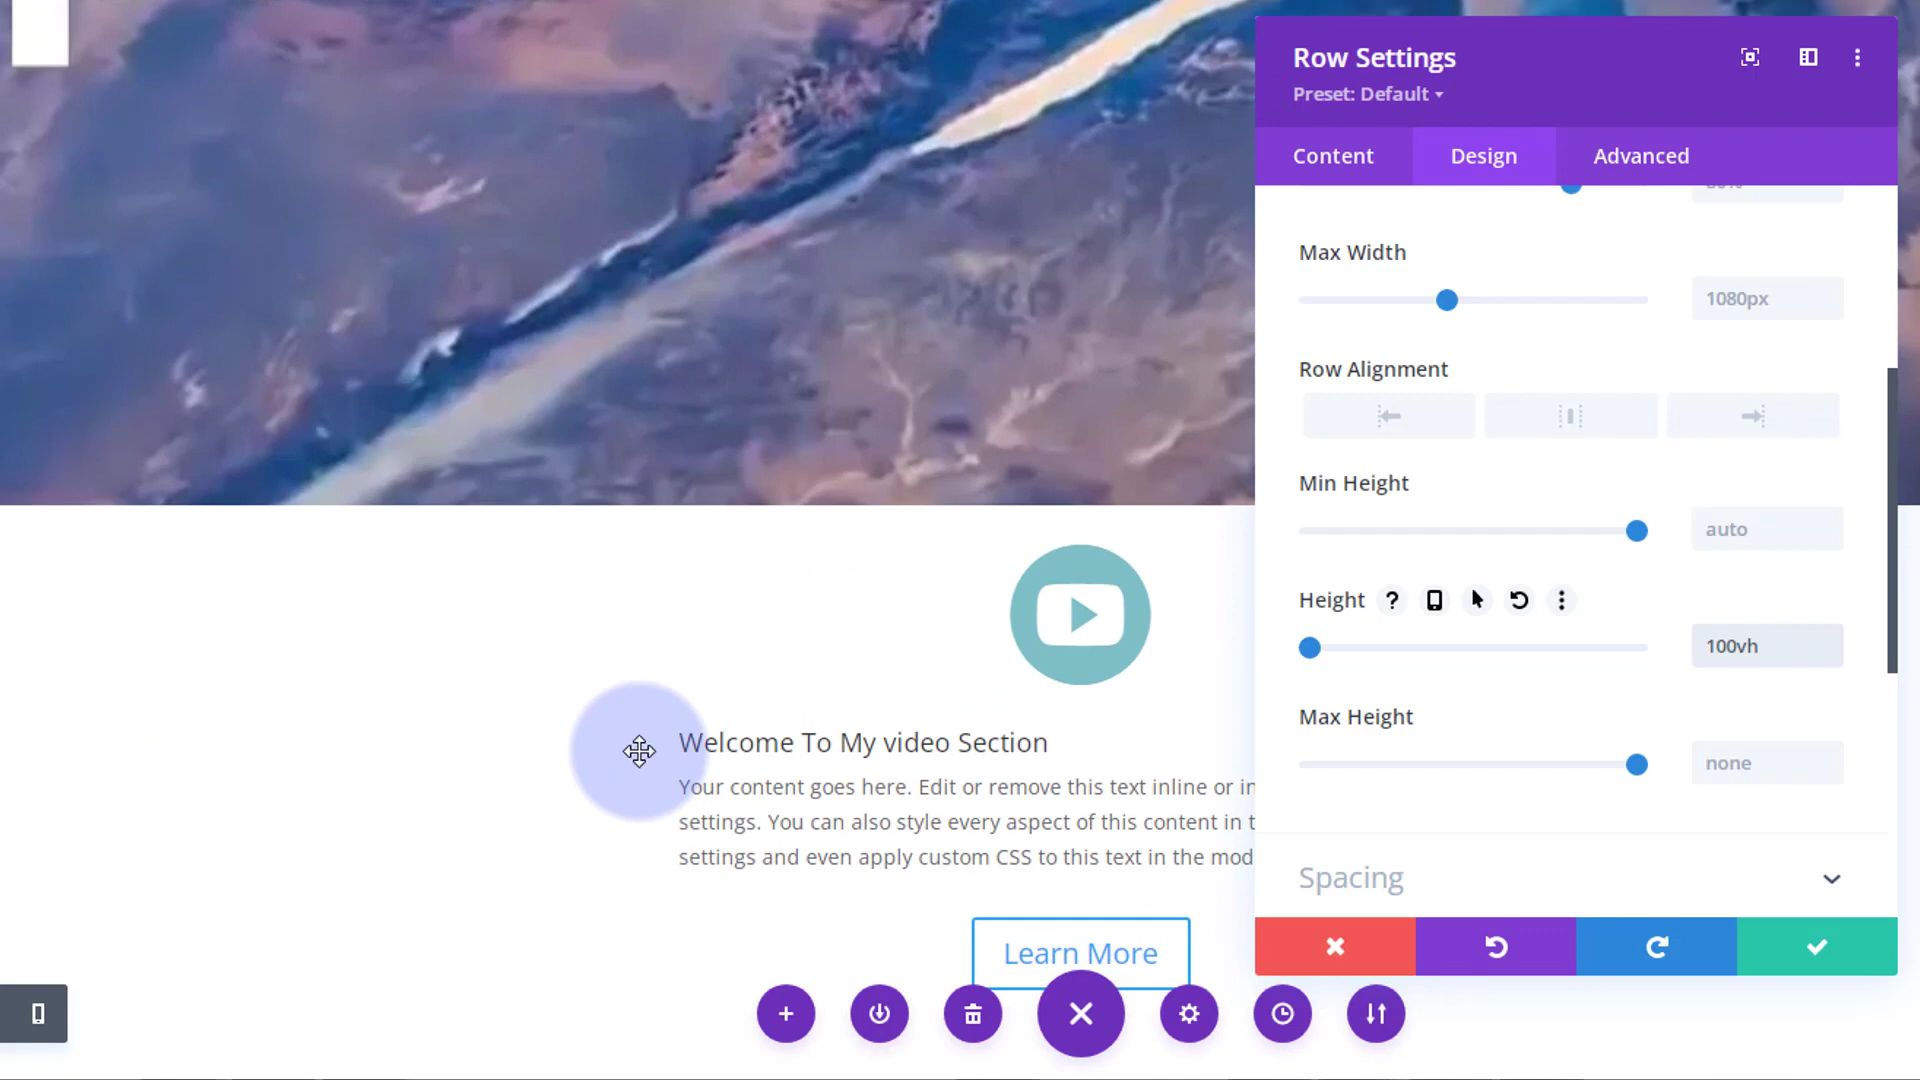 Row Settings
Preset: Default
Content
Design
Advanced
Max Width
1080px
Row Alignment
Min Height
auto
Height ?
100vh
Max Height
none
Spacing
Welcome To My video Section
Your content goes here. Edit or remove this text inline or in
settings. You can also style every aspect of this content in t
settings and even apply custom CSS to this text in the mod
Learn More